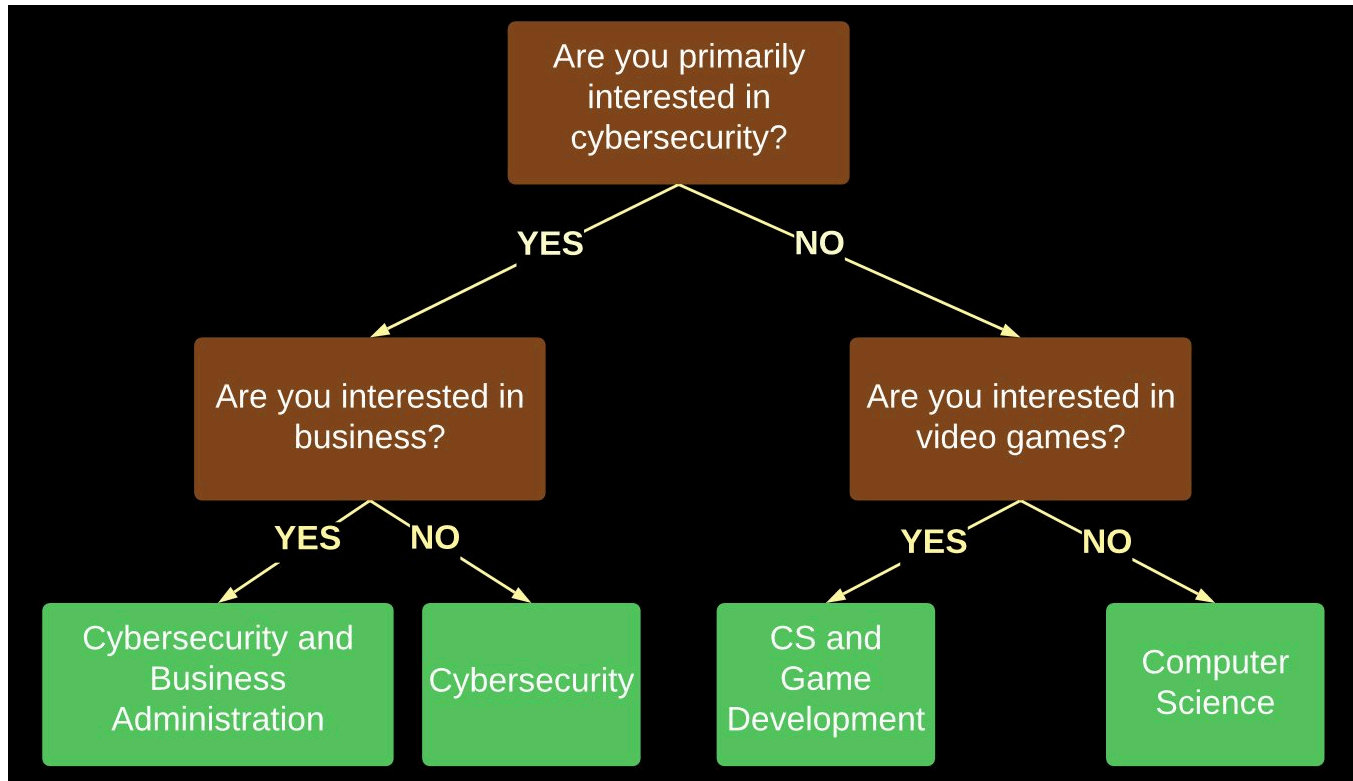 Are you primarily
interested in
cybersecurity?
YES
NO
Are you interested in
business?
Are you interested in
video games?
YES
NO
YES
NO
Cybersecurity and
Business
Administration
Cybersecurity
CS and
Game
Development
Computer
Science